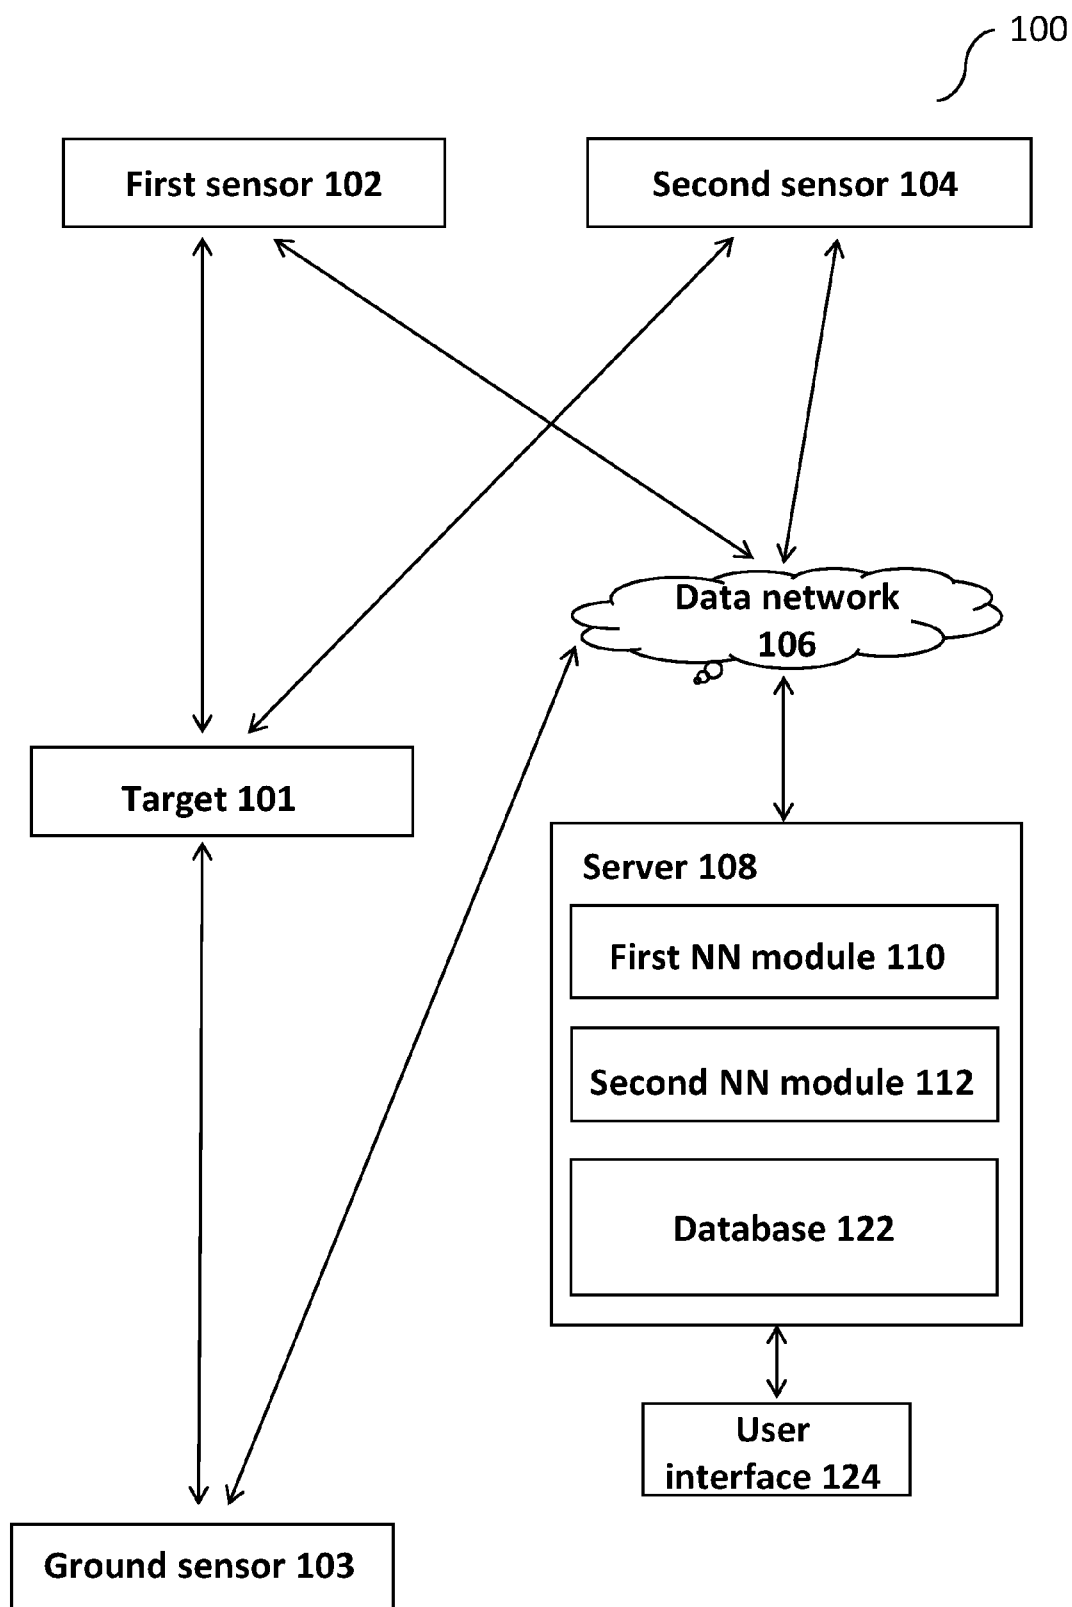 100
First sensor 102
Second sensor 104
Data network
106
Target 101
Server 108
First NN module 110
Second NN module 112
Database 122
User
interface 124
Ground sensor 103